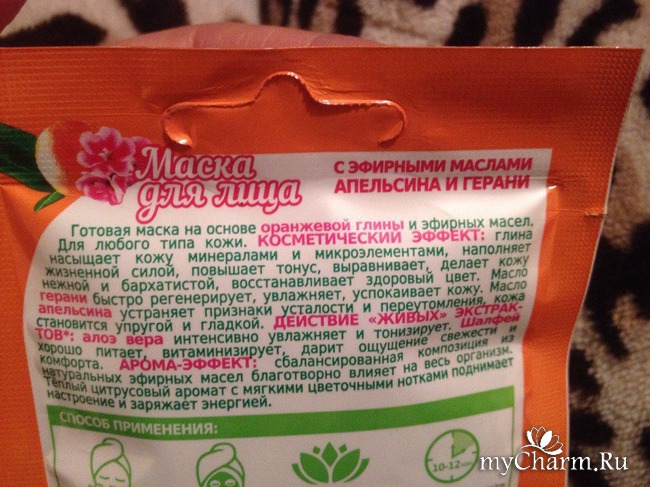 Маска
для лица
С ЭФИРНЫМИ МАСЛАМИ
АПЕЛЬСИНА И ГЕРАНИ
Готовая маска на основе оранжевой глины и эфирных масел.
Для любого типа кожи. КОСМЕТИЧЕСКИЙ ЭФФЕКТ: глина
насыщает кожу минералами и микроэлементами, наполняет
жизненной силой, повышает тонус, выравнивает, делает кожу
нежной и бархатистой, восстанавливает здоровый цвет. Масло
герани быстро регенерирует, увлажняет, успокаивает кожу. Масло
апельсина устраняет признаки усталости и переутомления, кожа
становится упругой и гладкой. ДЕЙСТВИЕ «ЖИВЫХ» ЭКСТРАК-
ТОВ*: алоэ вера интенсивно увлажняет и тонизирует. Шалфей
хорошо питает, витаминизирует, дарит ощущение свежести и
комфорта. АРОМА-ЭФФЕКТ: сбалансированная композиция из
натуральных эфирных масел благотворно влияет на весь организм.
Тёплый цитрусовый аромат с мягкими цветочными нотками поднимает
настроение и заряжает энергией.
СПОСОБ ПРИМЕНЕНИЯ:
10-12
myCharm.Ru